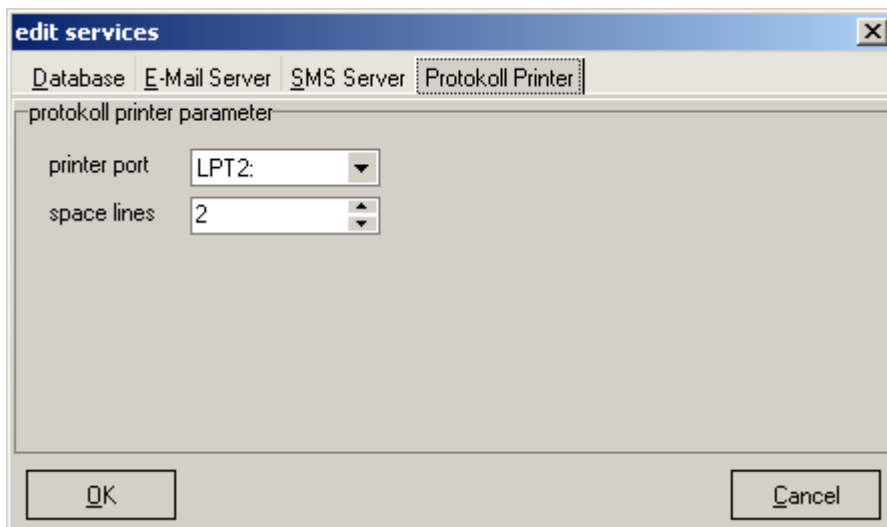 edit services
Database E-Mail Server SMS Server Protokoll Printer
protokoll printer parameter
printer port LPT2:
space lines 2
OK Cancel